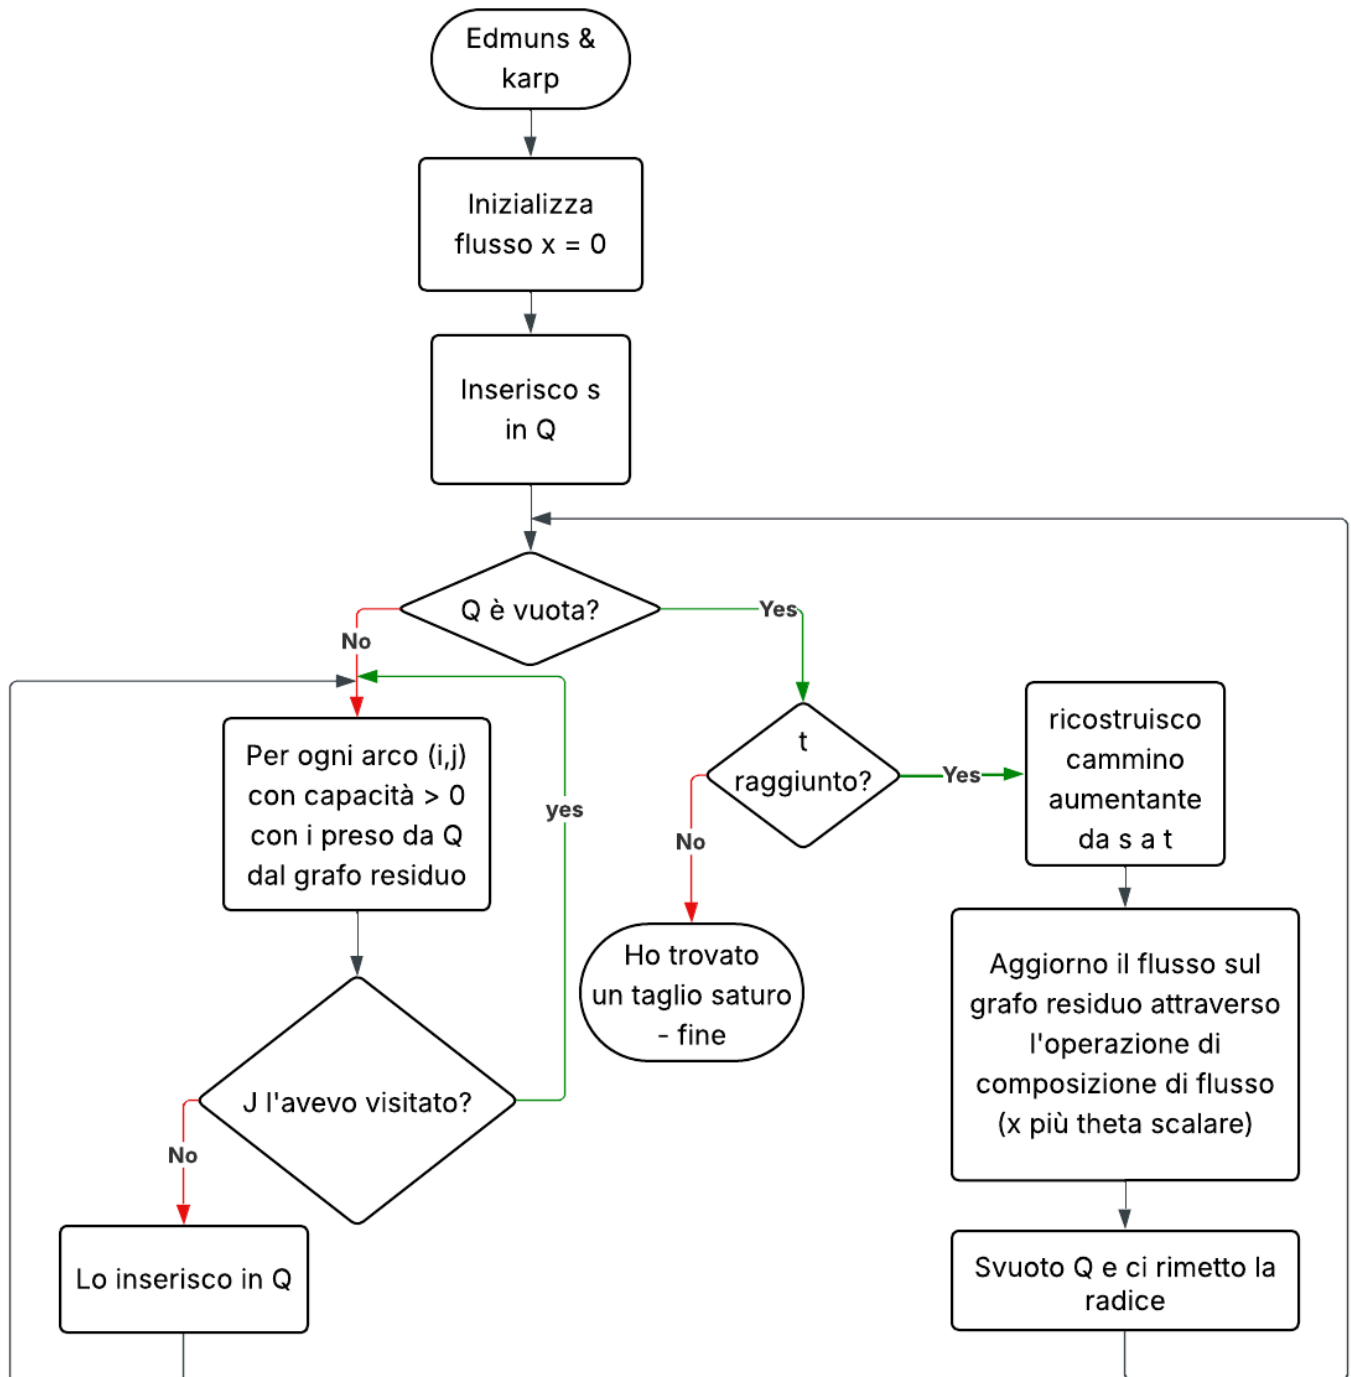 Edmuns &
karp
Inizializza
flusso x = 0
Inserisco s
in Q
Q è vuota?
Yes
No
t
raggiunto?
Yes
No
ricostruisco
cammino
aumentante
da s a t
Per ogni arco (i,j)
con capacità > 0
con i preso da Q
dal grafo residuo
yes
Ho trovato
un taglio saturo
- fine
Aggiorno il flusso sul
grafo residuo attraverso
l'operazione di
composizione di flusso
(x più theta scalare)
J l'avevo visitato?
No
Lo inserisco in Q
Svuoto Q e ci rimetto la
radice